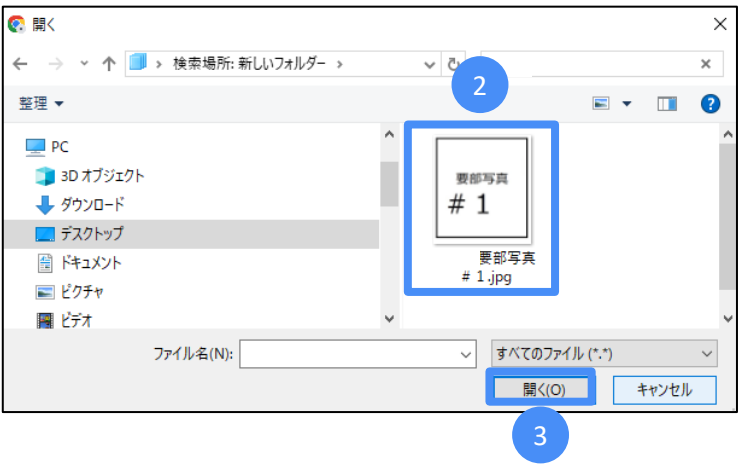 開く
検索場所: 新しいフォルダー
2
整理
PC
3D オブジェクト
ダウンロード
デスクトップ
ドキュメント
ピクチャ
ビデオ
要部写真
# 1
要部写真
# 1.jpg
ファイル名(N):
すべてのファイル (*.*)
開く(O)
キャンセル
3